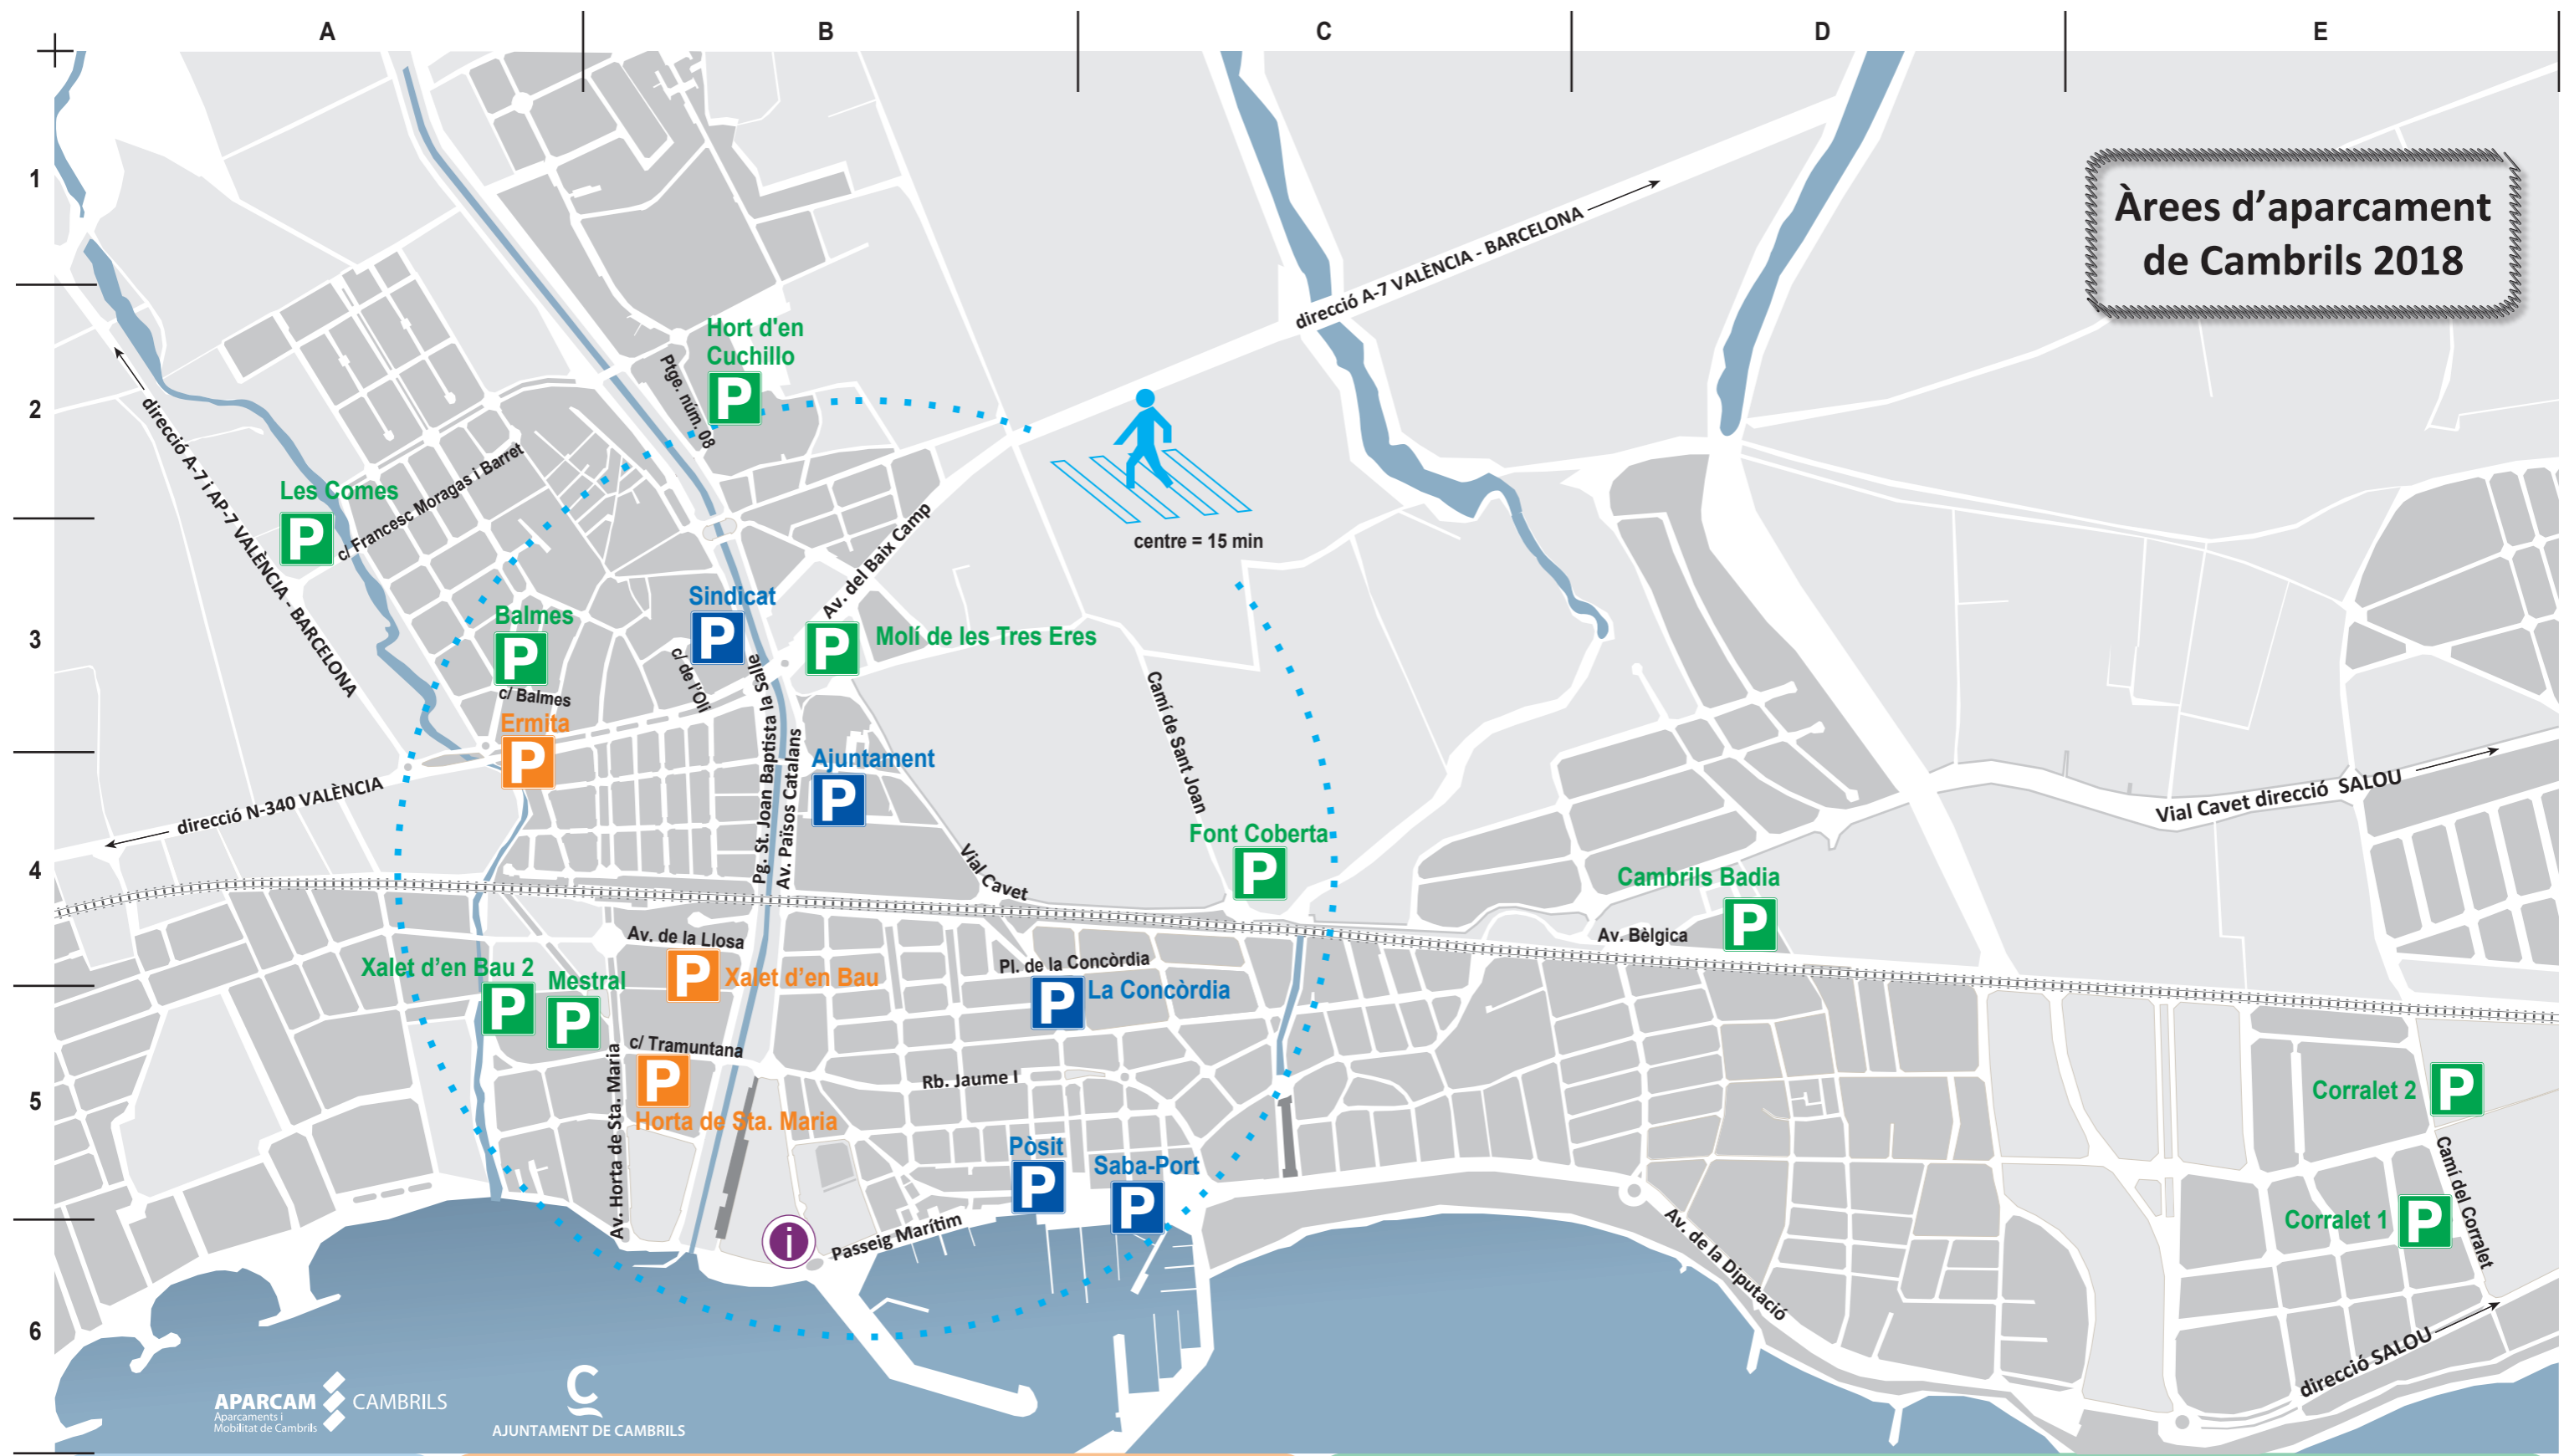 A
B
C
D
E
1
2
3
4
5
6
Àrees d’aparcament
de Cambrils 2018
direcció A-7 VALÈNCIA - BARCELONA
Hort d'en
Cuchillo
P
Ptge. núm. 08
direcció A-7 i AP-7 VALÈNCIA - BARCELONA
Les Comes
P
c/ Francesc Moragas i Barret
centre = 15 min
Av. del Baix Camp
Sindicat
P
Balmes
P
c/ Balmes
Molí de les Tres Eres
P
c/ de l'Oli
Ermita
P
Pg. St. Joan Baptista la Salle
Av. Països Catalans
Ajuntament
P
Camí de Sant Joan
direcció N-340 VALÈNCIA
Vial Cavet direcció SALOU
Font Coberta
P
Vial Cavet
Cambrils Badia
P
Av. Bèlgica
Av. de la Llosa
P
Xalet d’en Bau
Xalet d’en Bau 2
P
Mestral
P
Pl. de la Concòrdia
La Concòrdia
P
c/ Tramuntana
P
Horta de Sta. Maria
Av. Horta de Sta. Maria
Rb. Jaume I
Corralet 2
P
Pòsit
P
Saba-Port
P
Camí del Corralet
Corralet 1
P
i
Passeig Marítim
Av. de la Diputació
direcció SALOU
APARCAM CAMBRILS
Aparcaments i
Mobilitat de Cambrils
C
AJUNTAMENT DE CAMBRILS